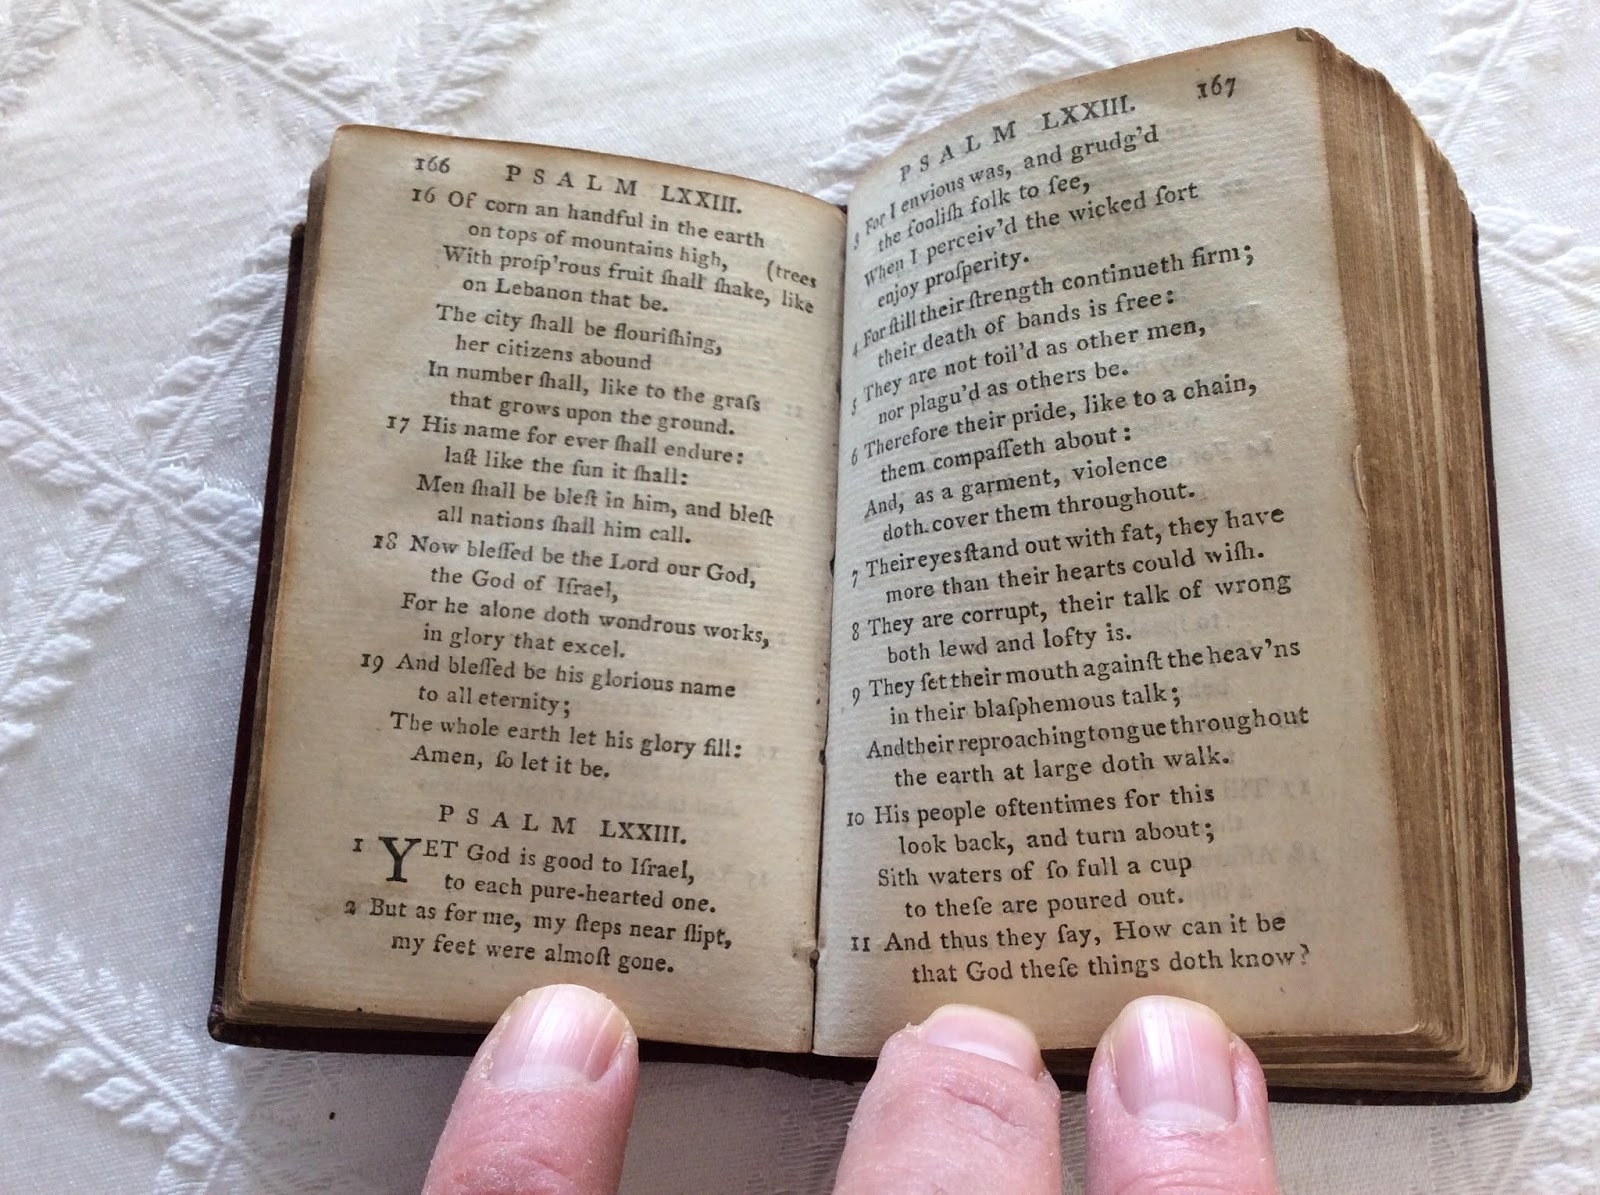 166 PSALM LXXIII.
16 Of corn an handful in the earth
on tops of mountains high, (trees
With proſp'rous fruit ſhall ſhake, like
on Lebanon that be.
The city ſhall be flouriſhing,
her citizens abound
In number ſhall, like to the graſs
that grows upon the ground.
17 His name for ever ſhall endure:
laſt like the ſun it ſhall:
Men ſhall be bleſt in him, and bleſt
all nations ſhall him call.
18 Now bleſſed be the Lord our God,
the God of Iſrael,
For he alone doth wondrous works,
in glory that excel.
19 And bleſſed be his glorious name
to all eternity;
The whole earth let his glory fill:
Amen, ſo let it be.
PSALM LXXIII.
1 YET God is good to Iſrael,
to each pure-hearted one.
2 But as for me, my ſteps near ſlipt,
my feet were almoſt gone.
PSALM LXXIII. 167
3 For I envious was, and grudg'd
the fooliſh folk to ſee,
When I perceiv'd the wicked ſort
enjoy proſperity.
4 For ſtill their ſtrength continueth firm;
their death of bands is free:
5 They are not toil'd as other men,
nor plagu'd as others be.
6 Therefore their pride, like to a chain,
them compaſſeth about:
And, as a garment, violence
doth cover them throughout.
7 Their eyes ſtand out with fat, they have
more than their hearts could wiſh.
8 They are corrupt, their talk of wrong
both lewd and lofty is.
9 They ſet their mouth againſt the heav'ns
in their blaſphemous talk;
And their reproaching tongue throughout
the earth at large doth walk.
10 His people oftentimes for this
look back, and turn about;
Sith waters of ſo full a cup
to theſe are poured out.
11 And thus they ſay, How can it be
that God theſe things doth know?